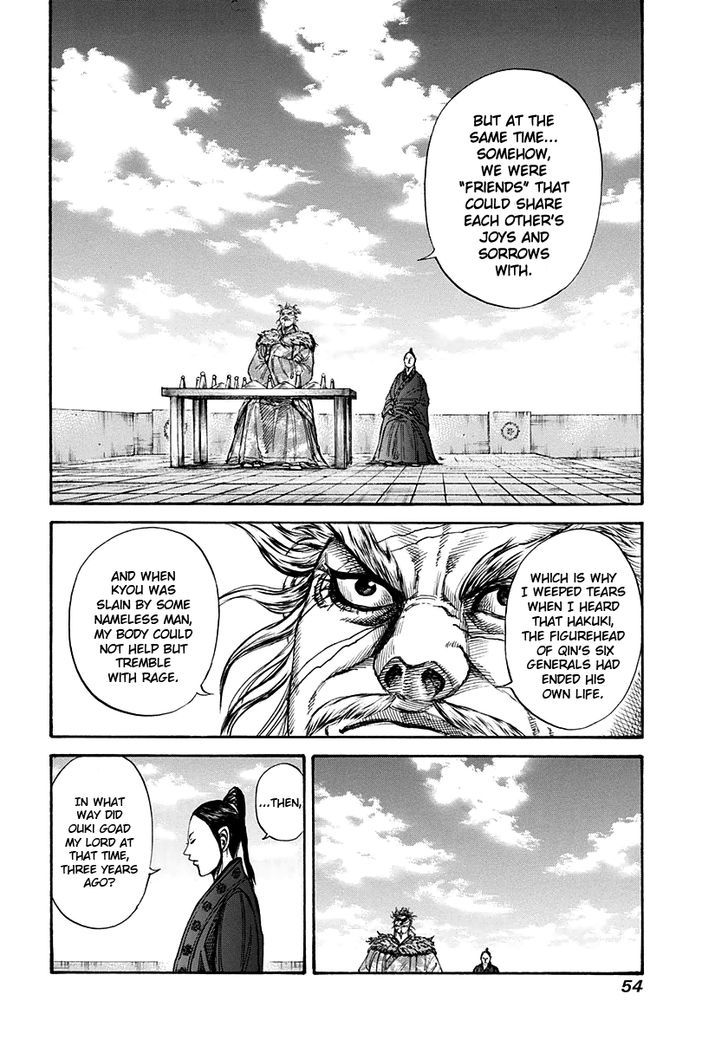 BUT AT THE
SAME TIME...
SOMEHOW,
WE WERE
"FRIENDS" THAT
COULD SHARE
EACH OTHER'S
JOYS AND
SORROWS
WITH.
WHICH IS WHY
I WEEPED TEARS
WHEN I HEARD
THAT HAKUKI,
THE FIGUREHEAD
OF QIN'S SIX
GENERALS HAD
ENDED HIS
OWN LIFE.
AND WHEN
KYOU WAS
SLAIN BY SOME
NAMELESS MAN,
MY BODY COULD
NOT HELP BUT
TREMBLE
WITH RAGE.
...THEN,
IN WHAT
WAY DID
OUKI GOAD
MY LORD AT
THAT TIME,
THREE YEARS
AGO?
54